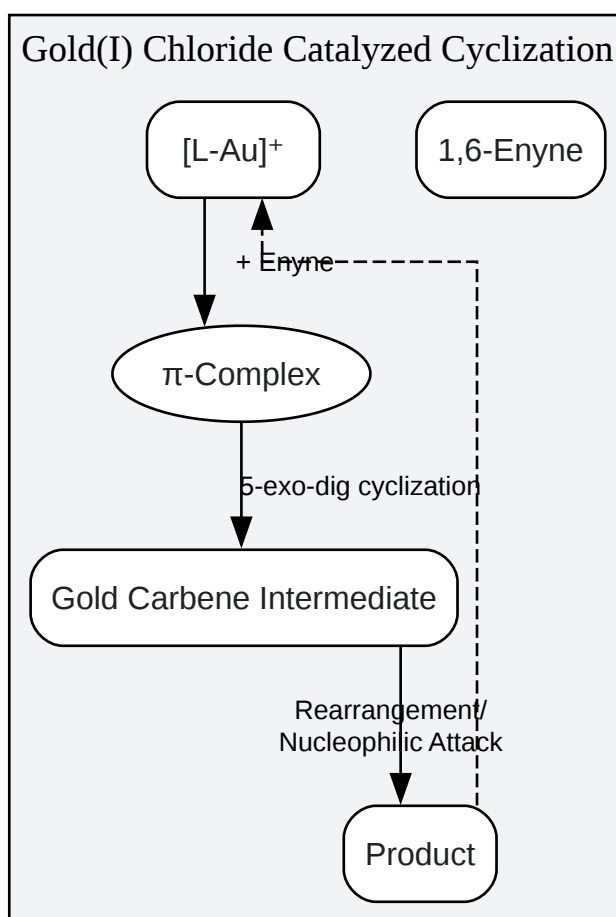 Gold(I) Chloride Catalyzed Cyclization
[L-Au]⁺
1,6-Enyne
+ Enyne
π-Complex
5-exo-dig cyclization
Gold Carbene Intermediate
Rearrangement/
Nucleophilic Attack
Product